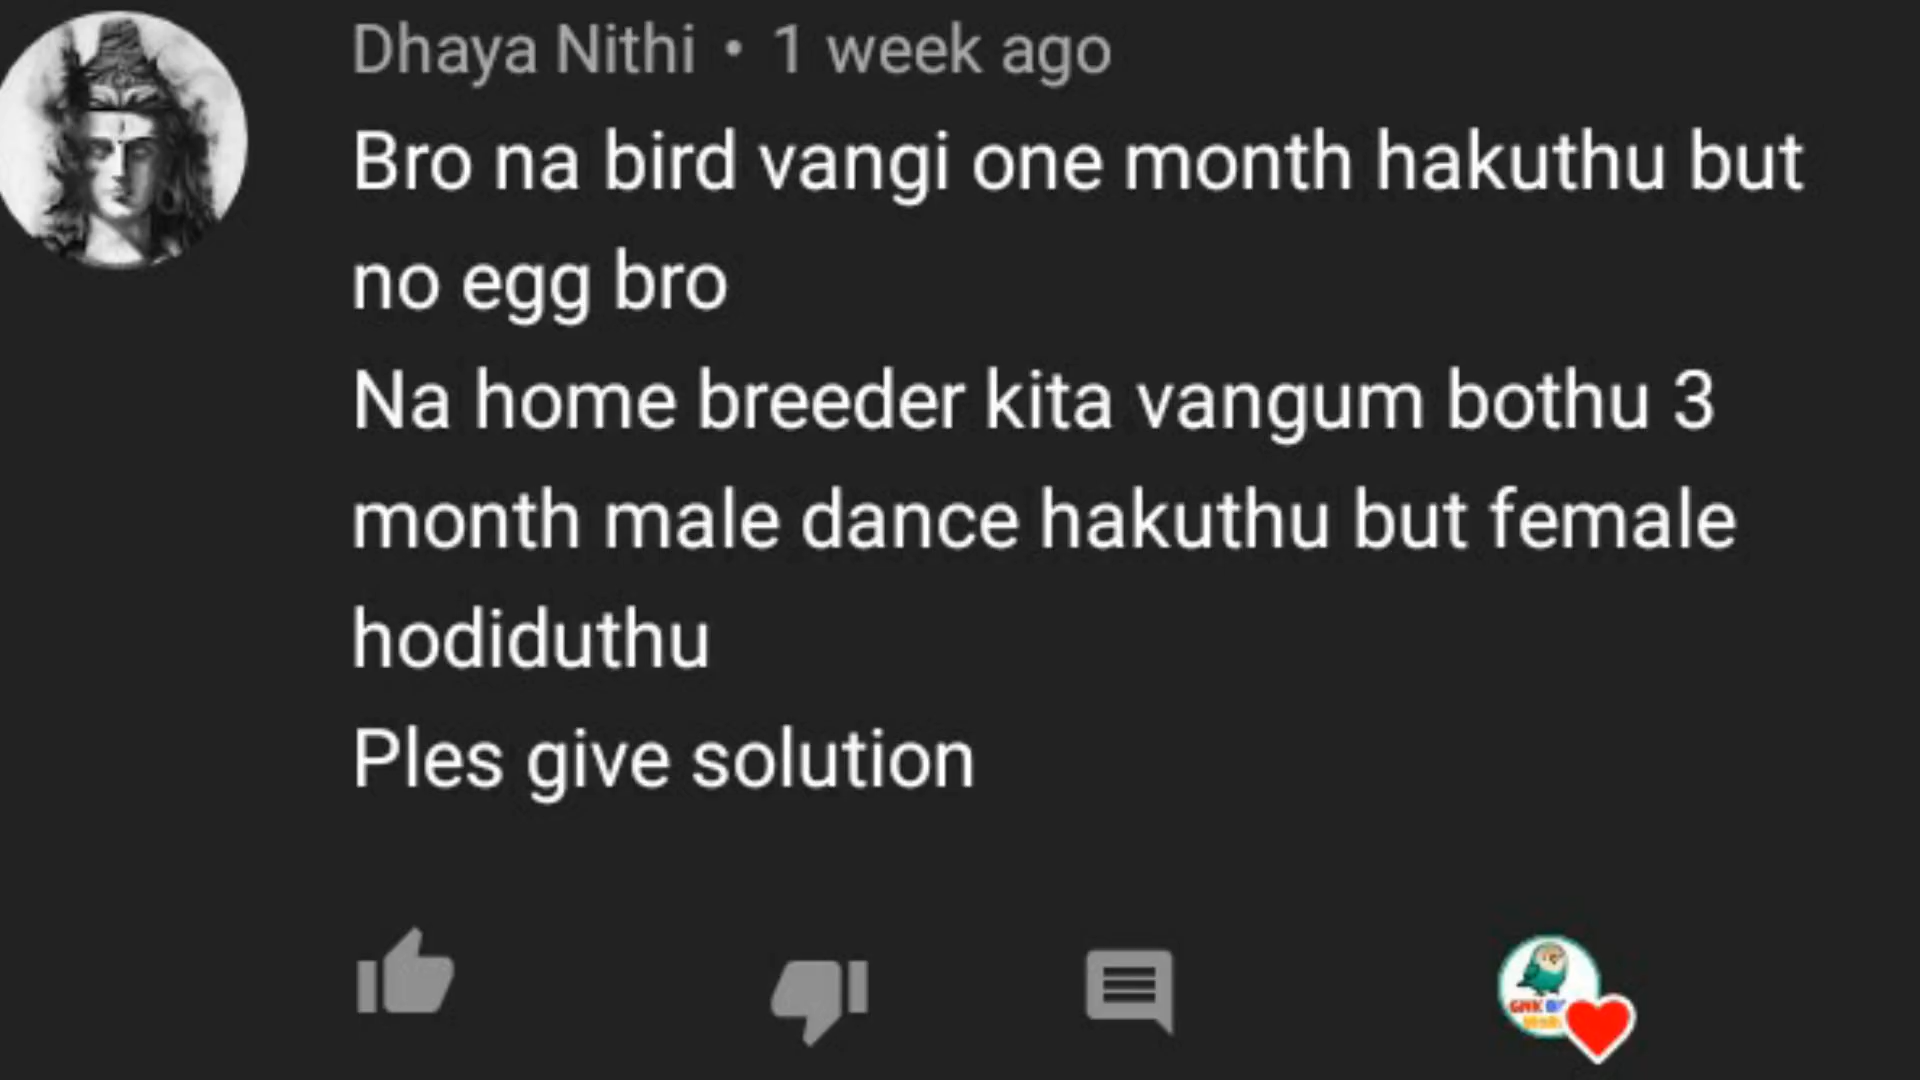 Dhaya Nithi • 1 week ago
Bro na bird vangi one month hakuthu but
no egg bro
Na home breeder kita vangum bothu 3
month male dance hakuthu but female
hodiduthu
Ples give solution